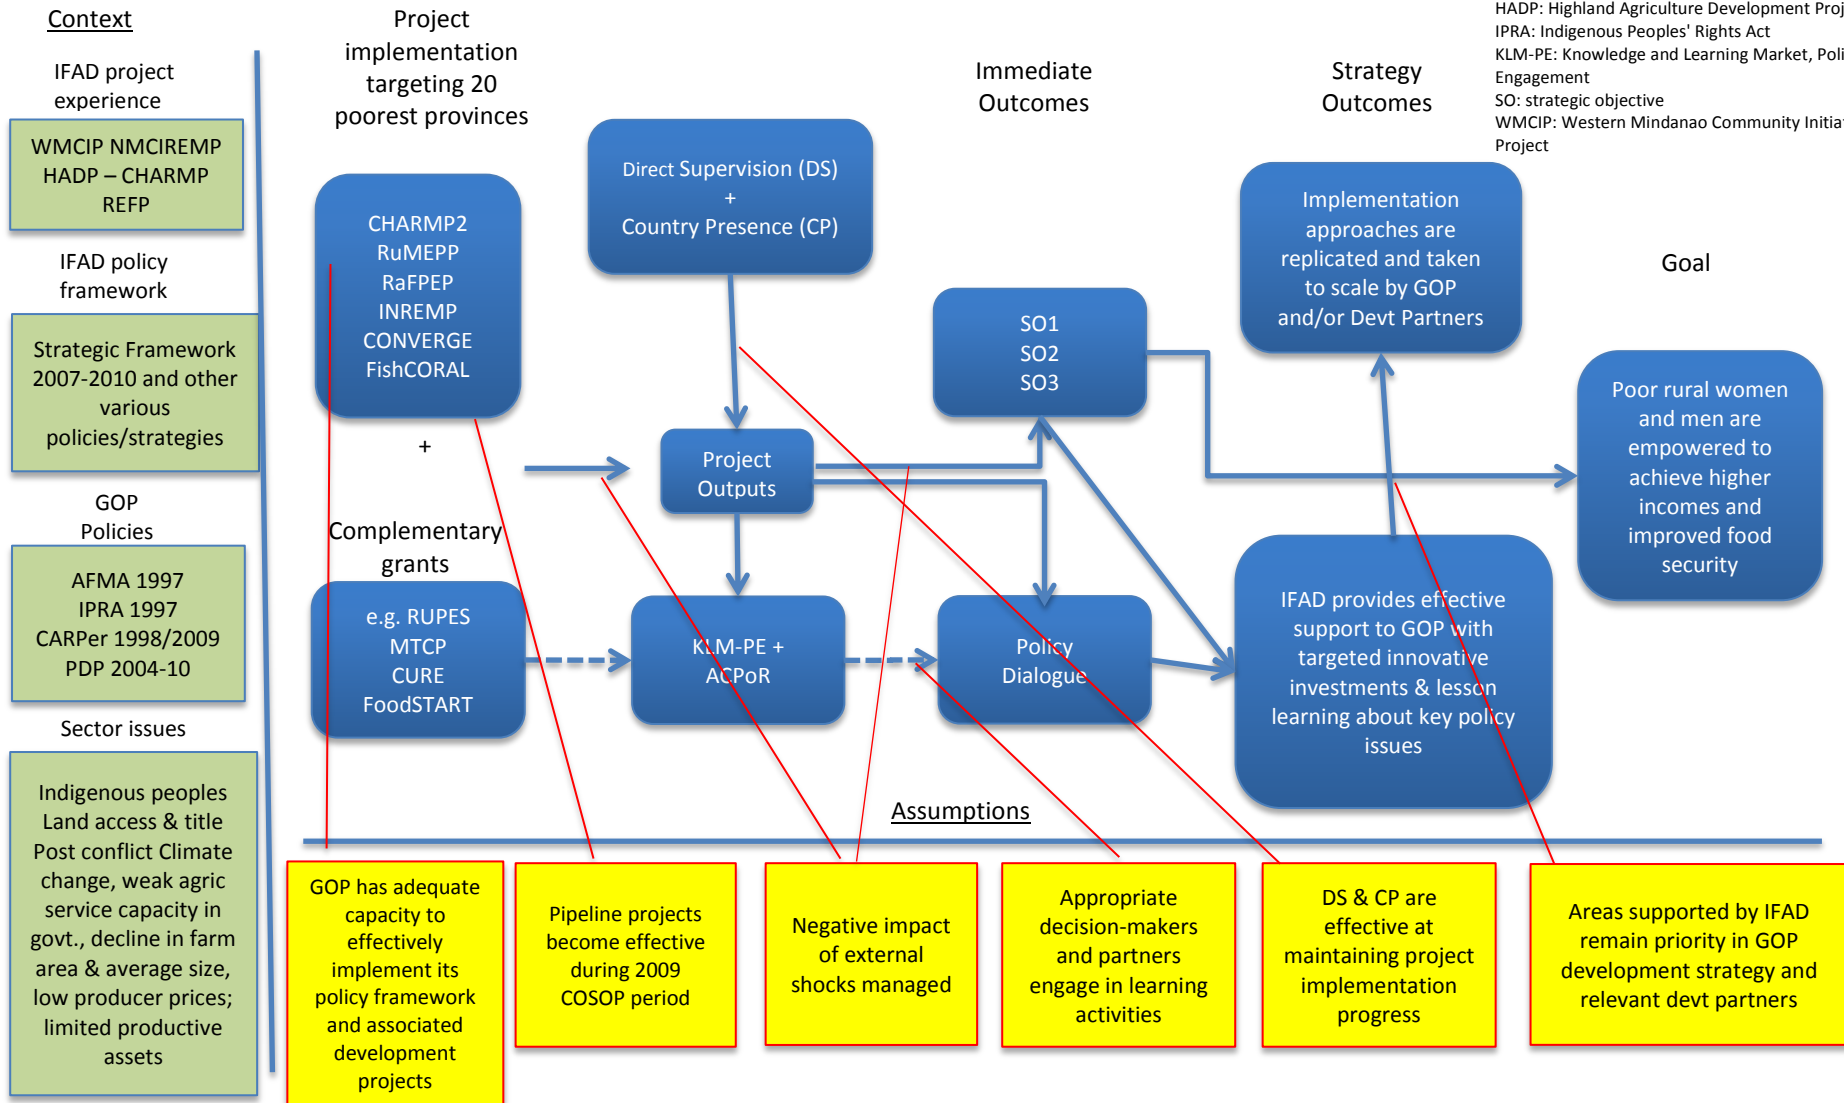 Context
IFAD project
experience
WMCIP NMCIREMP
HADP – CHARMP
REFP
IFAD policy
framework
Strategic Framework
2007-2010 and other
various
policies/strategies
GOP
Policies
AFMA 1997
IPRA 1997
CARPer 1998/2009
PDP 2004-10
Sector issues
Indigenous peoples
Land access & title
Post conflict Climate
change, weak agric
service capacity in
govt., decline in farm
area & average size,
low producer prices;
limited productive
assets
Project
implementation
targeting 20
poorest provinces
CHARMP2
RuMEPP
RaFPEP
INREMP
CONVERGE
FishCORAL
+
Complementary
grants
e.g. RUPES
MTCP
CURE
FoodSTART
Direct Supervision (DS)
+
Country Presence (CP)
Project
Outputs
KLM-PE +
ACPoR
Immediate
Outcomes
SO1
SO2
SO3
Policy
Dialogue
Strategy
Outcomes
Implementation
approaches are
replicated and taken
to scale by GOP
and/or Devt Partners
IFAD provides effective
support to GOP with
targeted innovative
investments & lesson
learning about key policy
issues
HADP: Highland Agriculture Development Proj
IPRA: Indigenous Peoples' Rights Act
KLM-PE: Knowledge and Learning Market, Poli
Engagement
SO: strategic objective
WMCIP: Western Mindanao Community Initia
Project
Goal
Poor rural women
and men are
empowered to
achieve higher
incomes and
improved food
security
Assumptions
GOP has adequate
capacity to
effectively
implement its
policy framework
and associated
development
projects
Pipeline projects
become effective
during 2009
COSOP period
Negative impact
of external
shocks managed
Appropriate
decision-makers
and partners
engage in learning
activities
DS & CP are
effective at
maintaining project
implementation
progress
Areas supported by IFAD
remain priority in GOP
development strategy and
relevant devt partners